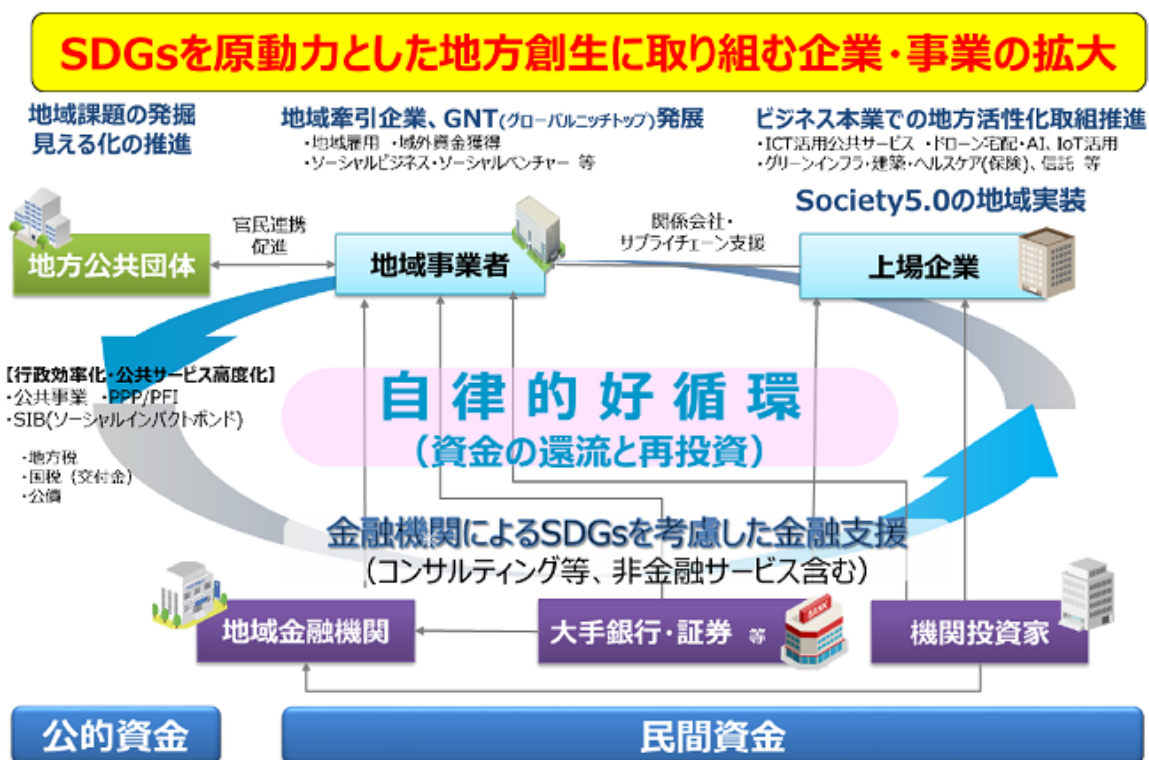 SDGsを原動力とした地方創生に取り組む企業・事業の拡大
地域課題の発掘
見える化の推進
地域牽引企業、GNT(グローバルニッチトップ)発展
・地域雇用 ・域外資金獲得
・ソーシャルビジネス・ソーシャルベンチャー 等
ビジネス本業での地方活性化取組推進
・ICT活用公共サービス ・ドローン宅配・AI、IoT活用
・グリーンインフラ・建築・ヘルスケア(保険)、信託 等
Society5.0の地域実装
地方公共団体
官民連携
促進
地域事業者
関係会社・
サプライチェーン支援
上場企業
【行政効率化・公共サービス高度化】
・公共事業 ・PPP/PFI
・SIB(ソーシャルインパクトボンド)
・地方税
・国税（交付金）
・公債
自律的好循環
（資金の還流と再投資）
金融機関によるSDGsを考慮した金融支援
（コンサルティング等、非金融サービス含む）
地域金融機関
大手銀行・証券 等
BANK
機関投資家
公的資金
民間資金